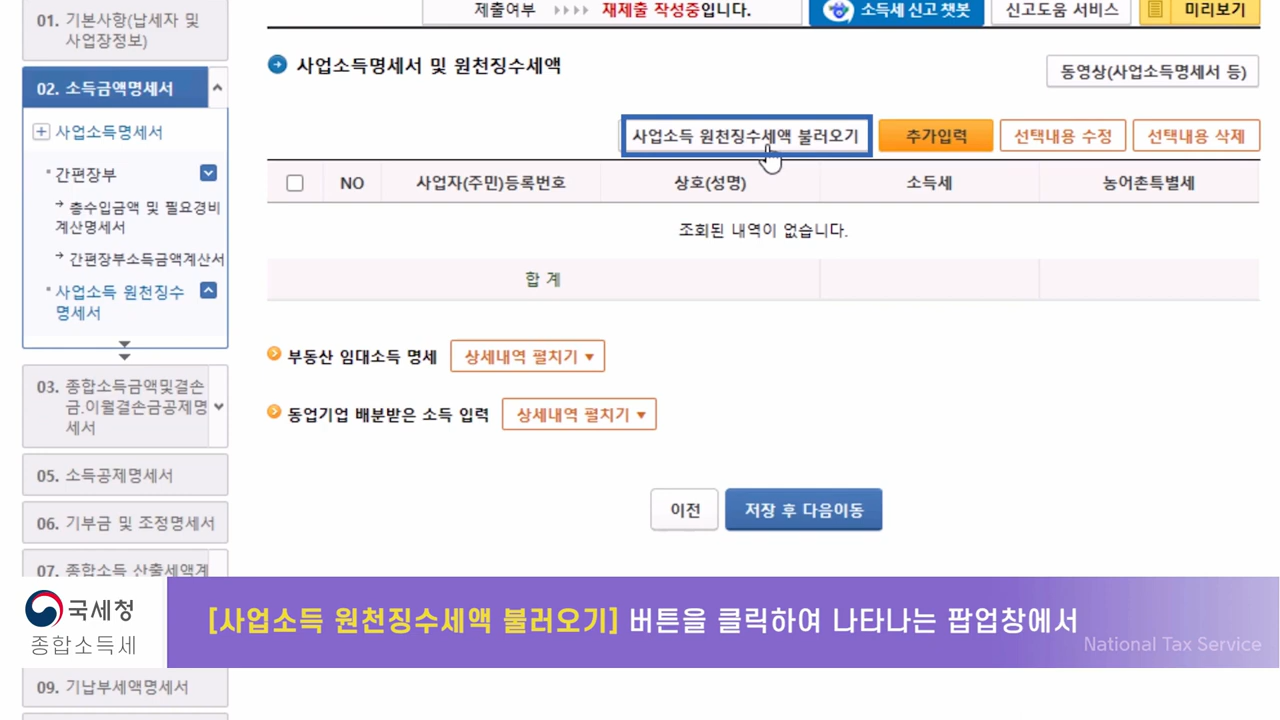 01. 기본사항(납세자 및
사업장정보)
제출여부
재제출 작성중입니다.
소득세 신고 챗봇
신고도움 서비스
미리보기
02. 소득금액명세서
사업소득명세서 및 원천징수세액
동영상(사업소득명세서 등)
사업소득명세서
사업소득 원천징수세액 불러오기
추가입력
선택내용 수정
선택내용 삭제
간편장부
총수입금액 및 필요경비
계산명세서
간편장부소득금액계산서
사업소득 원천징수
명세서
NO
사업자(주민)등록번호
상호(성명)
소득세
농어촌특별세
조회된 내역이 없습니다.
합 계
부동산 임대소득 명세
상세내역 펼치기 ▼
03. 종합소득금액및결손
금.이월결손금공제명
세서
동업기업 배분받은 소득 입력
상세내역 펼치기 ▼
05. 소득공제명세서
이전
저장 후 다음이동
06. 기부금 및 조정명세서
07. 종합소득 산출세액계
국세청
종합소득세
[사업소득 원천징수세액 불러오기] 버튼을 클릭하여 나타나는 팝업창에서
National Tax Service
09. 기납부세액명세서